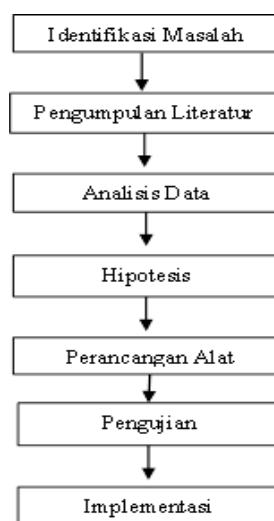 Identifikasi Masalah
Pengumpulan Literatur
Analisis Data
Hipotesis
Perancangan Alat
Pengujian
Implementasi